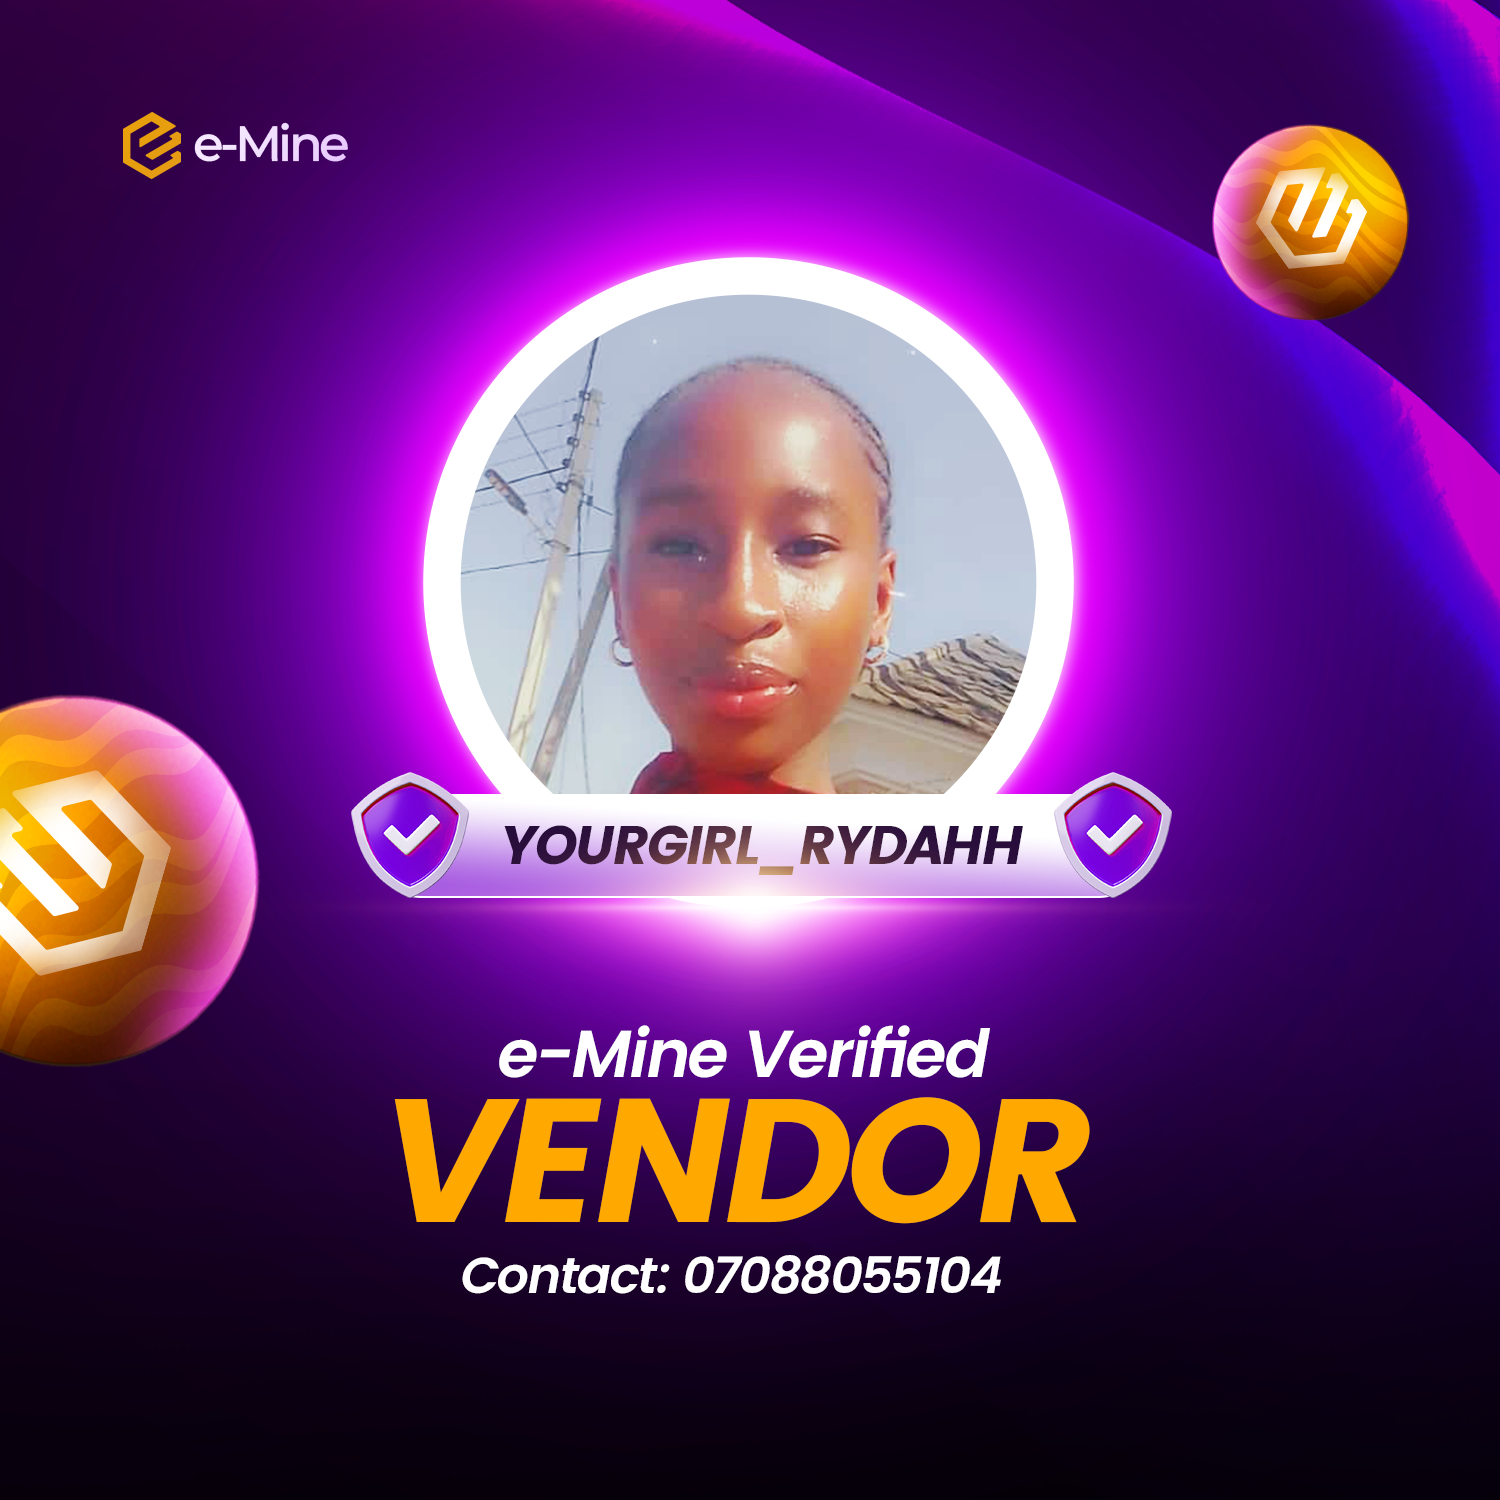 e-Mine
YOURGIRL_RYDAHH
e-Mine Verified
VENDOR
Contact: 07088055104